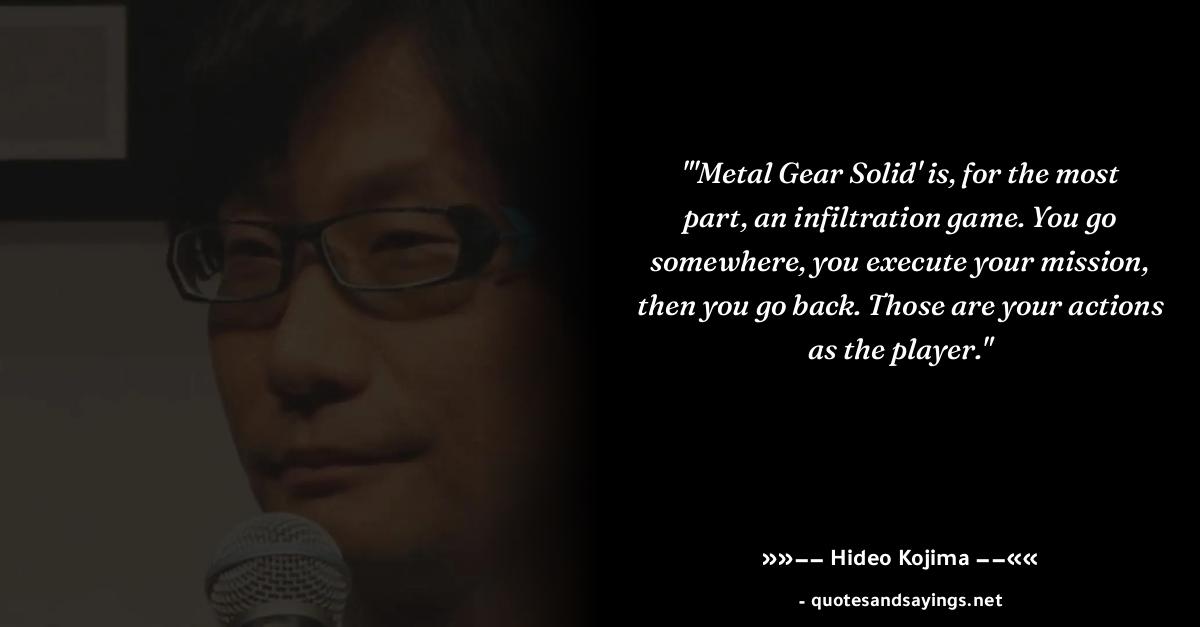 "'Metal Gear Solid' is, for the most
part, an infiltration game. You go
somewhere, you execute your mission,
then you go back. Those are your actions
as the player."
»»—— Hideo Kojima ——««
- quotesandsayings.net